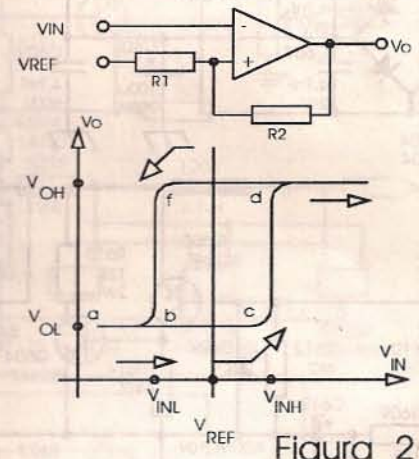 VIN
-
Vo
VREF
+
R1
R2
Vo
VOH
f
d
VOL
a
b
c
VIN
VINL
VINH
VREF
Figura 2